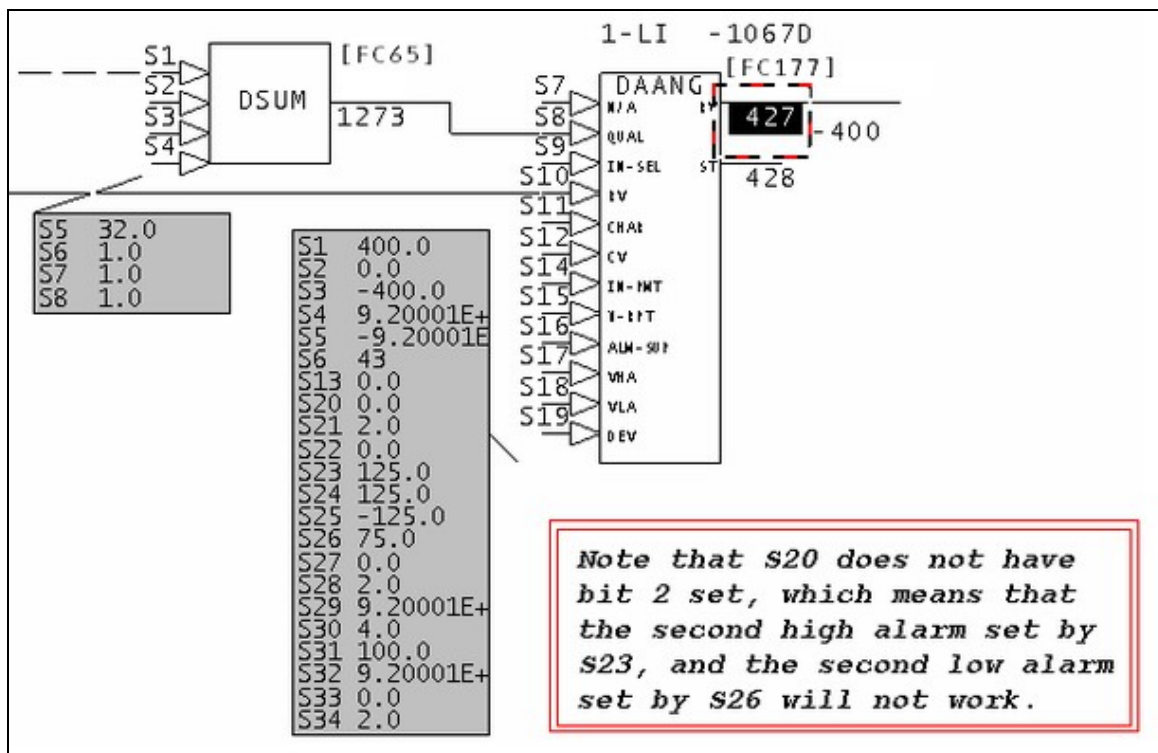 S1
S2
S3
S4
DSUM
[FC65]
1273
S5 32.0
S6 1.0
S7 1.0
S8 1.0
S1 400.0
S2 0.0
S3 -400.0
S4 9.20001E+
S5 -9.20001E
S6 43
S13 0.0
S20 0.0
S21 2.0
S22 0.0
S23 125.0
S24 125.0
S25 -125.0
S26 75.0
S27 0.0
S28 2.0
S29 9.20001E+
S30 4.0
S31 100.0
S32 9.20001E+
S33 0.0
S34 2.0
1-LI -1067D
[FC177]
DAANG
S7
S8
S9
S10
S11
S12
S14
S15
S16
S17
S18
S19
N/A
QUAL
IN-SEL
CV
VHA
VLA
DEV
ST
427
-400
428
Note that S20 does not have
bit 2 set, which means that
the second high alarm set by
S23, and the second low alarm
set by S26 will not work.